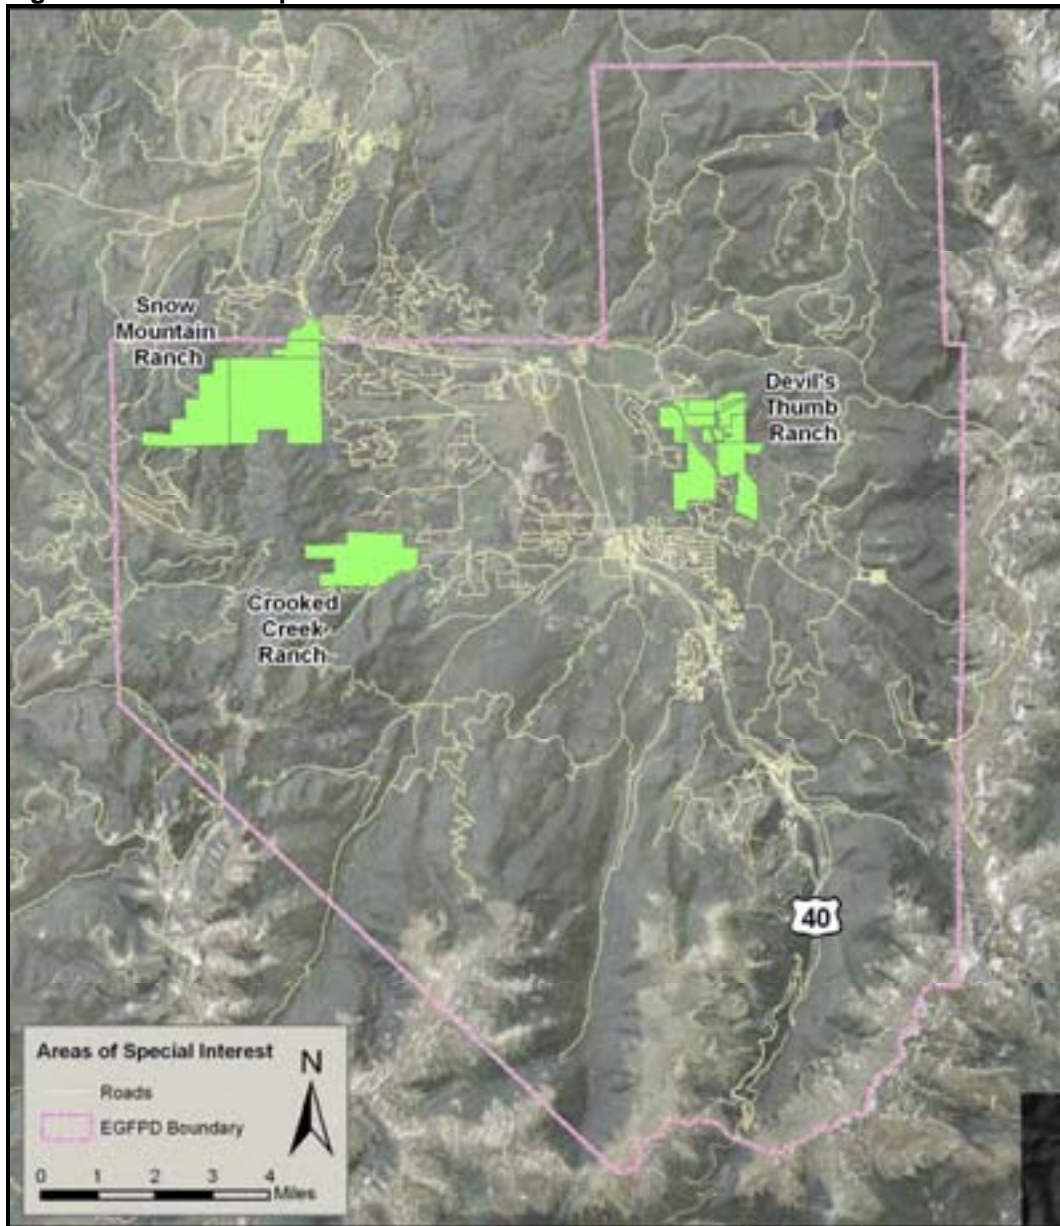 Snow
Mountain
Ranch
Devil's
Thumb
Ranch
Crooked
Creek
Ranch
40
Areas of Special Interest
N
Roads
EGFPD Boundary
0 1 2 3 4
Miles